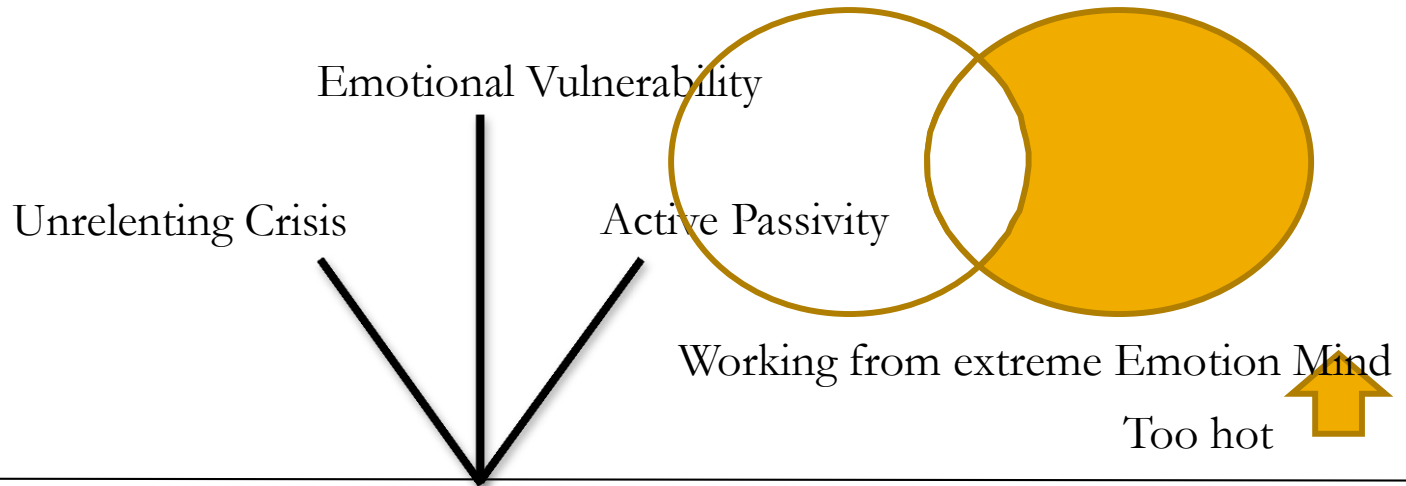 Emotional Vulnerability
Unrelenting Crisis
Active Passivity
Working from extreme Emotion Mind
Too hot